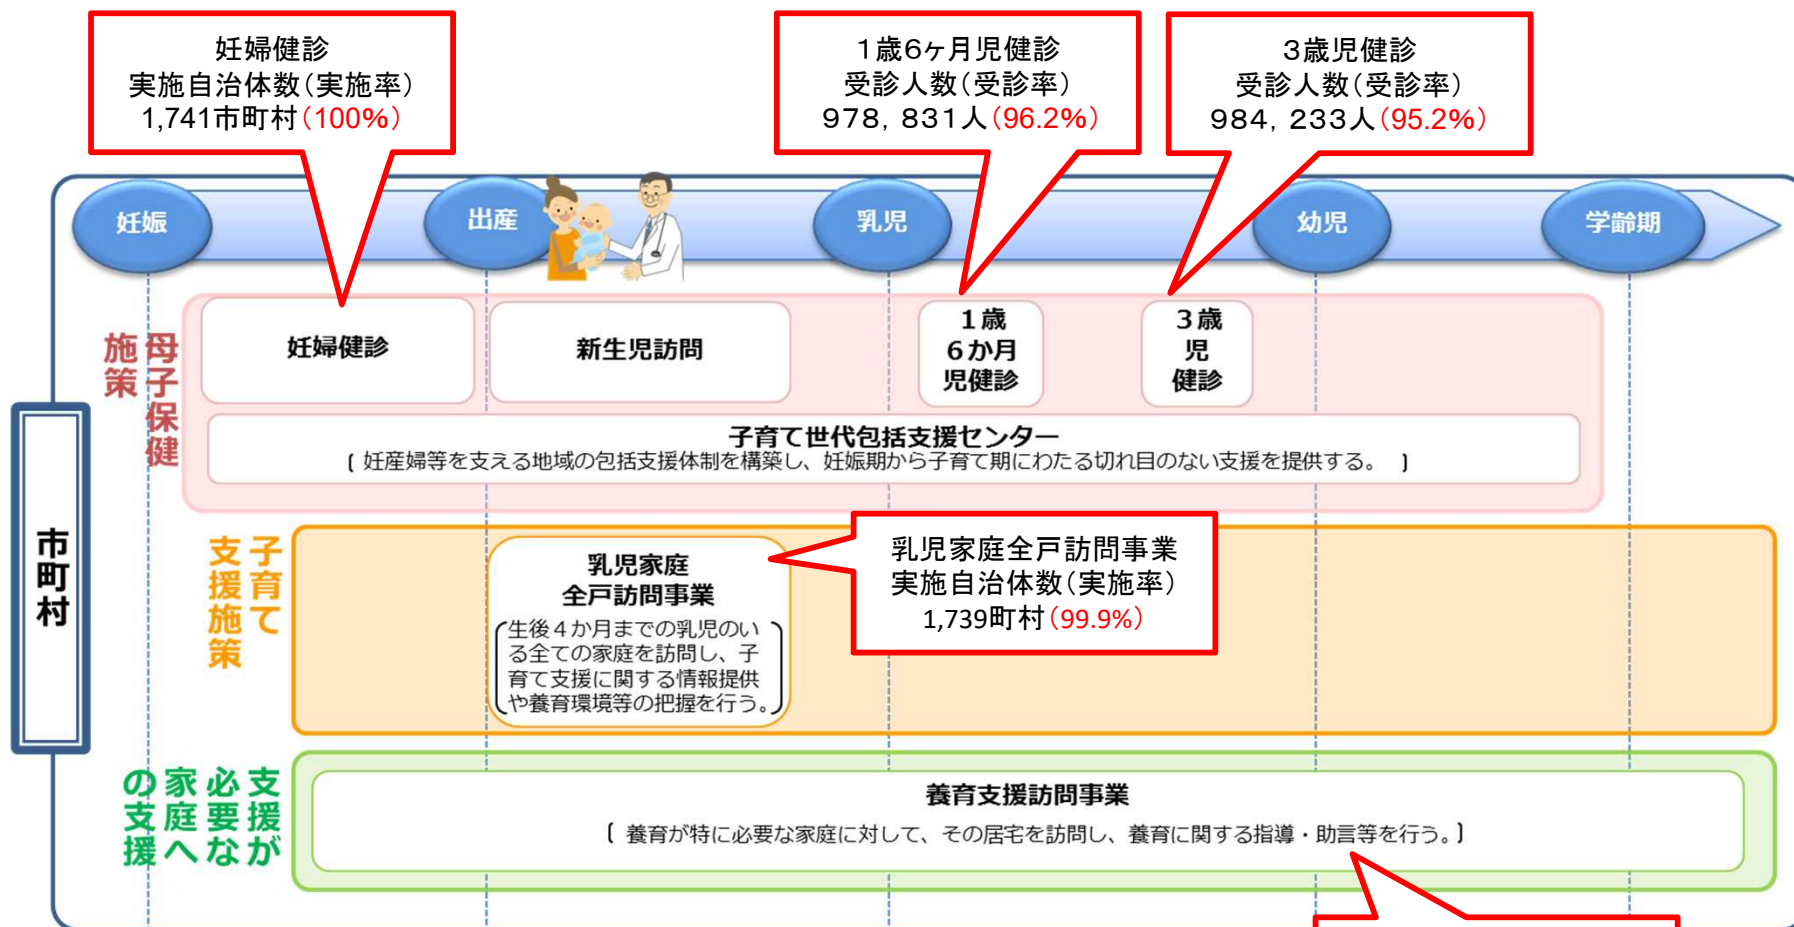 妊婦健診
実施自治体数(実施率)
1,741市町村(100%)
1歳6ヶ月児健診
受診人数(受診率)
978,831人(96.2%)
3歳児健診
受診人数(受診率)
984,233人(95.2%)
妊娠
出産
乳児
幼児
学齢期
母子保健
施策
妊婦健診
新生児訪問
1歳
6か月
児健診
3歳
児
健診
子育て世代包括支援センター
[ 妊産婦等を支える地域の包括支援体制を構築し、妊娠期から子育て期にわたる切れ目のない支援を提供する。 ]
市町村
子育て
支援施策
乳児家庭
全戸訪問事業
生後4か月までの乳児のい
る全ての家庭を訪問し、子
育て支援に関する情報提供
や養育環境等の把握を行う。
乳児家庭全戸訪問事業
実施自治体数(実施率)
1,739町村(99.9%)
支援が
必要な
家庭へ
の支援
養育支援訪問事業
[ 養育が特に必要な家庭に対して、その居宅を訪問し、養育に関する指導・助言等を行う。]